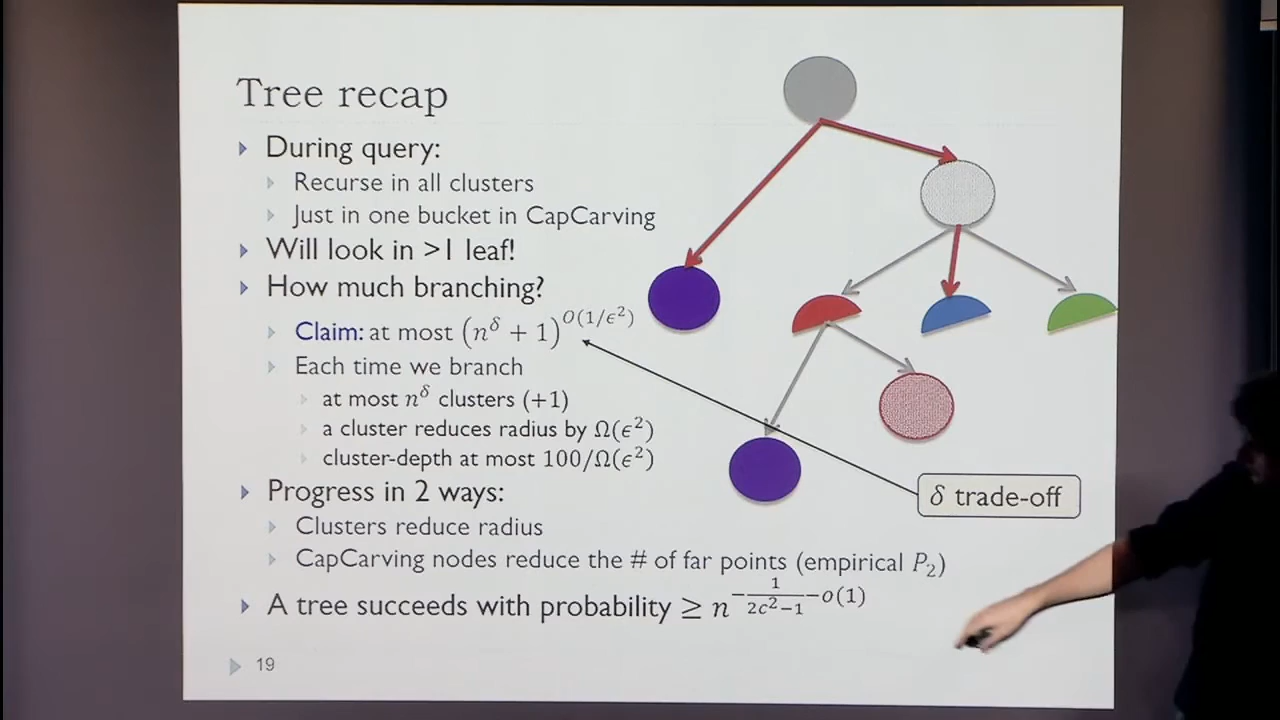 Tree recap
During query:
Recurse in all clusters
Just in one bucket in CapCarving
Will look in >1 leaf!
How much branching?
Claim: at most (n^δ + 1)^{O(1/ϵ²)}
Each time we branch
at most n^δ clusters (+1)
a cluster reduces radius by Ω(ϵ²)
cluster-depth at most 100/Ω(ϵ²)
δ trade-off
Progress in 2 ways:
Clusters reduce radius
CapCarving nodes reduce the # of far points (empirical P₂)
A tree succeeds with probability ≥ n^{-\frac{1}{2c²-1}-o(1)}
19